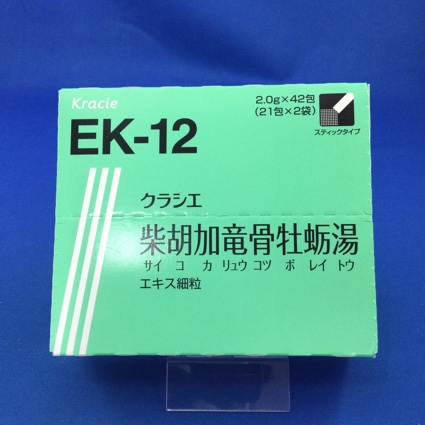 Kracie
2.0g×42包
(21包×2袋)
スティックタイプ
EK-12
クラシエ
柴胡加竜骨牡蛎湯
サイ コ カ リュウ コツ ボ レイ トウ
エキス細粒